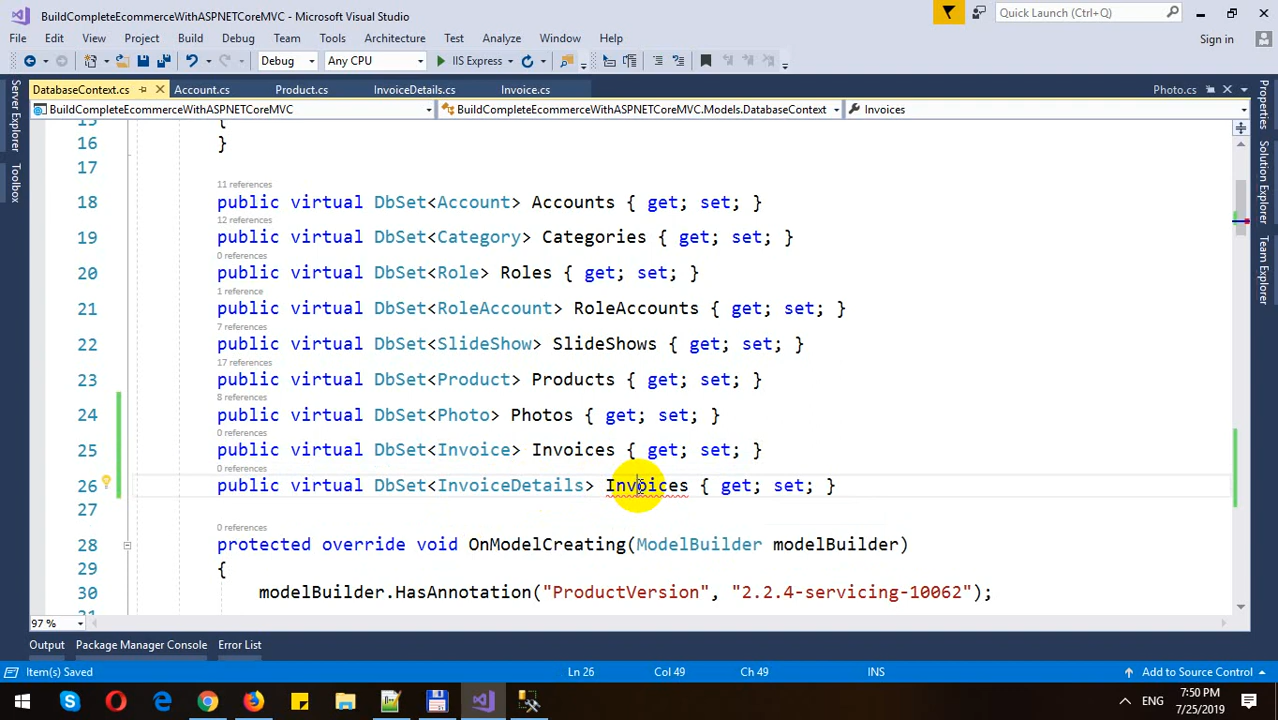 BuildCompleteEcommerceWithASPNETCoreMVC - Microsoft Visual Studio
Quick Launch (Ctrl+Q)
File Edit View Project Build Debug Team Tools Architecture Test Analyze Window Help
Sign in
Debug Any CPU IIS Express
DatabaseContext.cs Account.cs Product.cs InvoiceDetails.cs Invoice.cs Photo.cs
BuildCompleteEcommerceWithASPNETCoreMVC BuildCompleteEcommerceWithASPNETCoreMVC.Models.DatabaseContext Invoices
Server Explorer
Toolbox
Properties
Solution Explorer
Team Explorer
15 {
16 }
17
11 references
18 public virtual DbSet<Account> Accounts { get; set; }
12 references
19 public virtual DbSet<Category> Categories { get; set; }
0 references
20 public virtual DbSet<Role> Roles { get; set; }
1 reference
21 public virtual DbSet<RoleAccount> RoleAccounts { get; set; }
7 references
22 public virtual DbSet<SlideShow> SlideShows { get; set; }
17 references
23 public virtual DbSet<Product> Products { get; set; }
8 references
24 public virtual DbSet<Photo> Photos { get; set; }
0 references
25 public virtual DbSet<Invoice> Invoices { get; set; }
0 references
26 public virtual DbSet<InvoiceDetails> Invoices { get; set; }
27
0 references
28 protected override void OnModelCreating(ModelBuilder modelBuilder)
29 {
30 modelBuilder.HasAnnotation("ProductVersion", "2.2.4-servicing-10062");
97 %
Output Package Manager Console Error List
Item(s) Saved Ln 26 Col 49 Ch 49 INS Add to Source Control
ENG
7:50 PM
7/25/2019